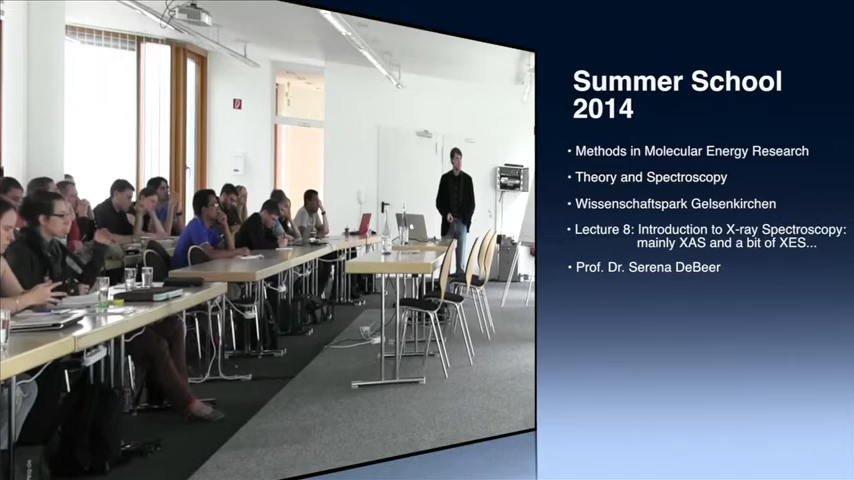 Summer School
2014
• Methods in Molecular Energy Research
• Theory and Spectroscopy
• Wissenschaftspark Gelsenkirchen
• Lecture 8: Introduction to X-ray Spectroscopy:
mainly XAS and a bit of XES...
• Prof. Dr. Serena DeBeer